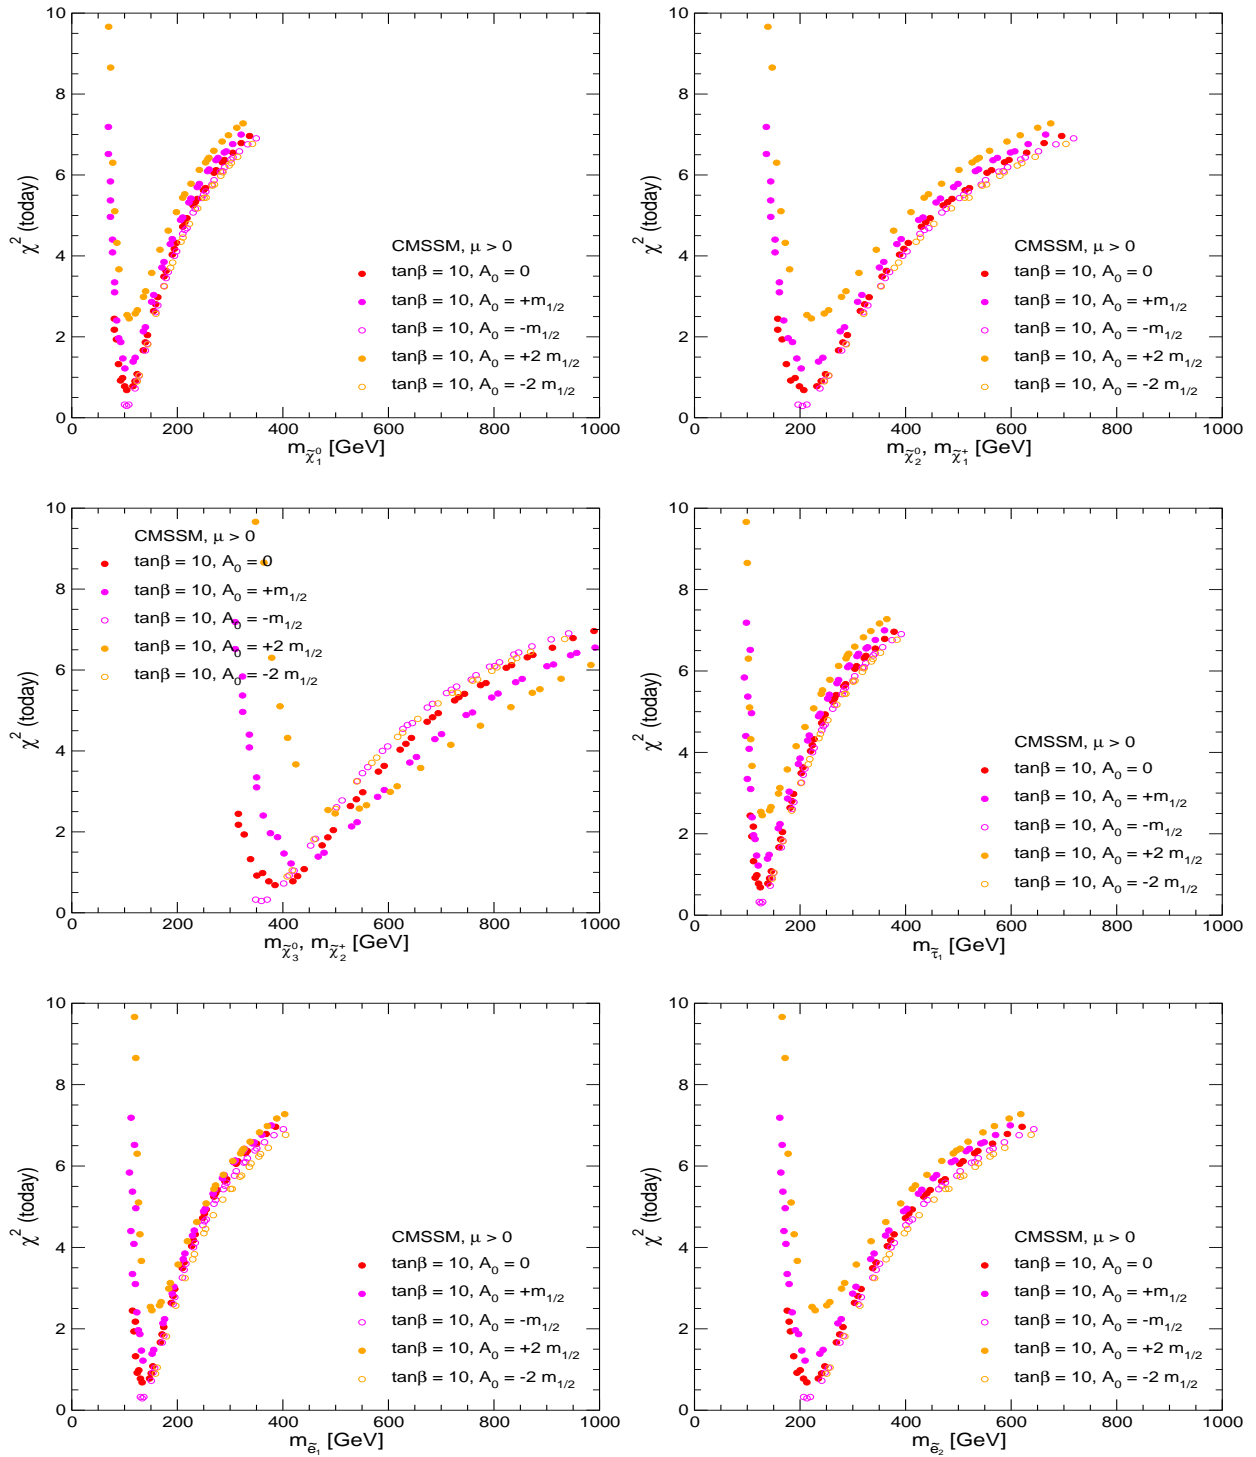 10
8
6
4
2
0
χ² (today)
CMSSM, μ > 0
tanβ = 10, A₀ = 0
tanβ = 10, A₀ = +m₁/₂
tanβ = 10, A₀ = -m₁/₂
tanβ = 10, A₀ = +2 m₁/₂
tanβ = 10, A₀ = -2 m₁/₂
0 200 400 600 800 1000
m_χ̃₁⁰ [GeV]
10
8
6
4
2
0
χ² (today)
CMSSM, μ > 0
tanβ = 10, A₀ = 0
tanβ = 10, A₀ = +m₁/₂
tanβ = 10, A₀ = -m₁/₂
tanβ = 10, A₀ = +2 m₁/₂
tanβ = 10, A₀ = -2 m₁/₂
0 200 400 600 800 1000
m_χ̃₂⁰, m_χ̃₁⁺ [GeV]
10
8
6
4
2
0
χ² (today)
CMSSM, μ > 0
tanβ = 10, A₀ = 0
tanβ = 10, A₀ = +m₁/₂
tanβ = 10, A₀ = -m₁/₂
tanβ = 10, A₀ = +2 m₁/₂
tanβ = 10, A₀ = -2 m₁/₂
0 200 400 600 800 1000
m_χ̃₃⁰, m_χ̃₂⁺ [GeV]
10
8
6
4
2
0
χ² (today)
CMSSM, μ > 0
tanβ = 10, A₀ = 0
tanβ = 10, A₀ = +m₁/₂
tanβ = 10, A₀ = -m₁/₂
tanβ = 10, A₀ = +2 m₁/₂
tanβ = 10, A₀ = -2 m₁/₂
0 200 400 600 800 1000
m_τ̃₁ [GeV]
10
8
6
4
2
0
χ² (today)
CMSSM, μ > 0
tanβ = 10, A₀ = 0
tanβ = 10, A₀ = +m₁/₂
tanβ = 10, A₀ = -m₁/₂
tanβ = 10, A₀ = +2 m₁/₂
tanβ = 10, A₀ = -2 m₁/₂
0 200 400 600 800 1000
m_ẽ₁ [GeV]
10
8
6
4
2
0
χ² (today)
CMSSM, μ > 0
tanβ = 10, A₀ = 0
tanβ = 10, A₀ = +m₁/₂
tanβ = 10, A₀ = -m₁/₂
tanβ = 10, A₀ = +2 m₁/₂
tanβ = 10, A₀ = -2 m₁/₂
0 200 400 600 800 1000
m_ẽ₂ [GeV]